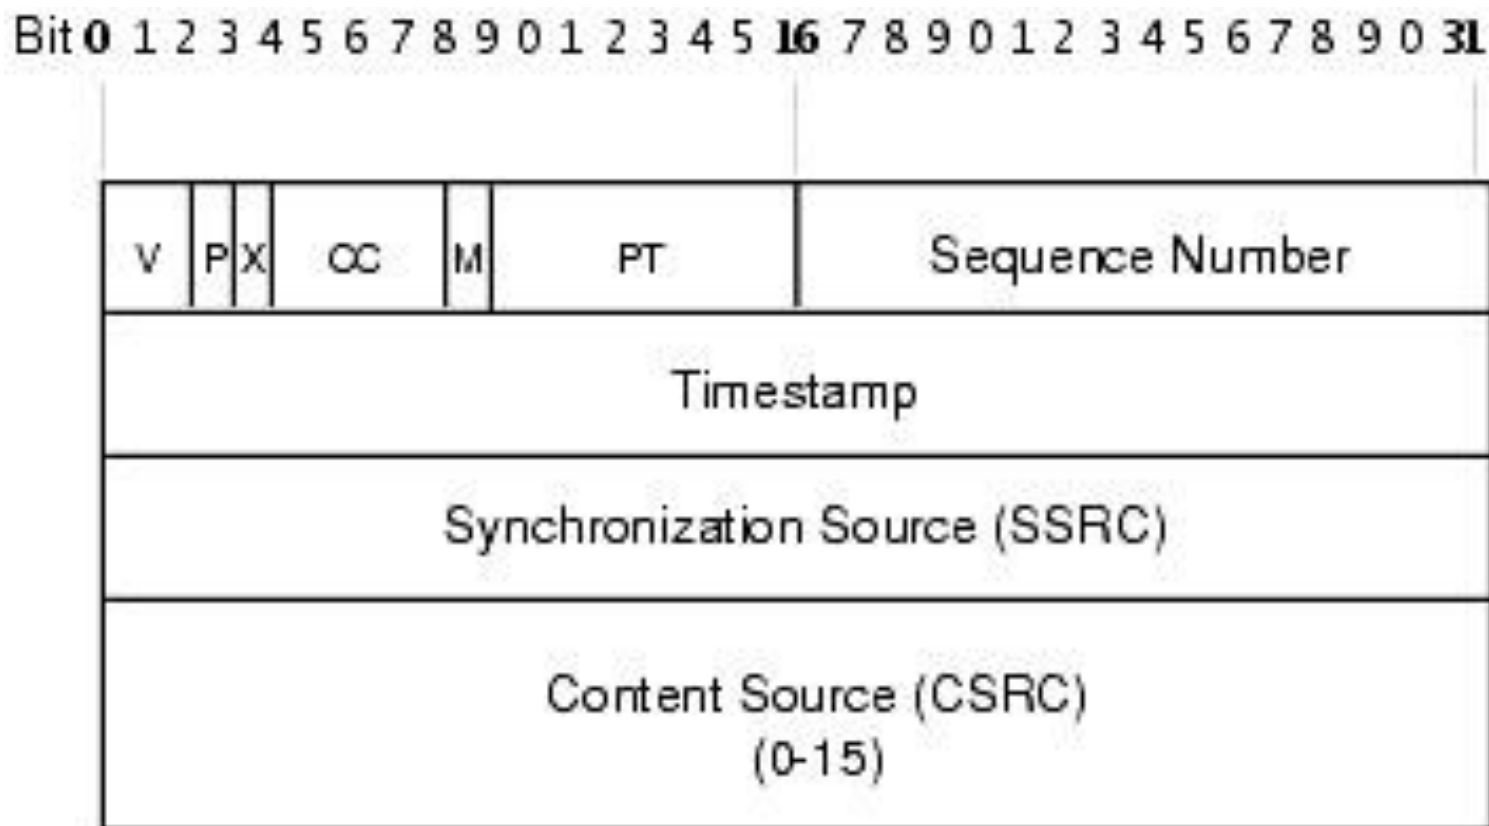 Bit 0 1 2 3 4 5 6 7 8 9 0 1 2 3 4 5 16 7 8 9 0 1 2 3 4 5 6 7 8 9 0 31
V P X CC M PT Sequence Number
Timestamp
Synchronization Source (SSRC)
Content Source (CSRC)
(0-15)